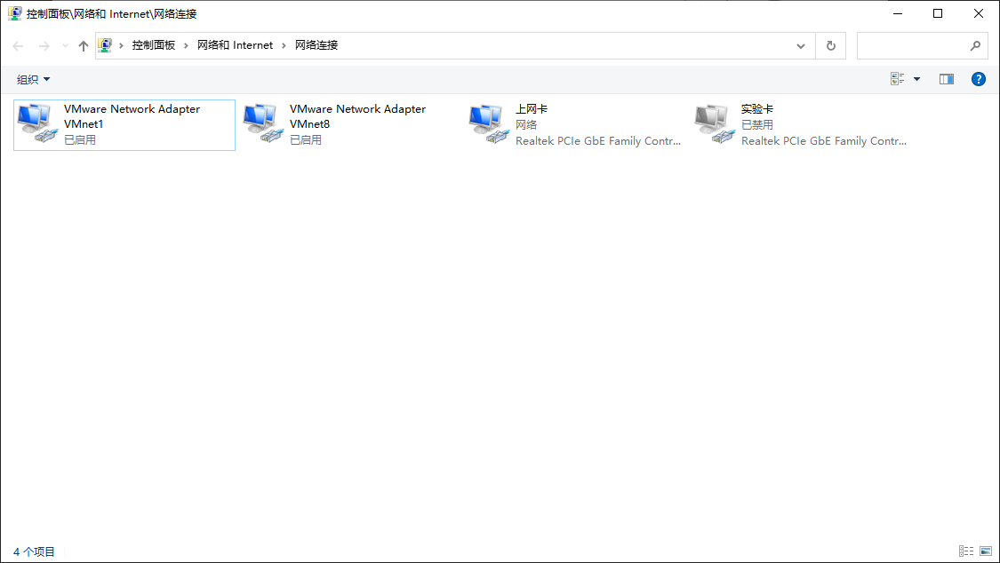 控制面板\网络和 Internet\网络连接
控制面板 › 网络和 Internet › 网络连接
组织
VMware Network Adapter
VMnet1
已启用
VMware Network Adapter
VMnet8
已启用
上网卡
网络
Realtek PCIe GbE Family Contr...
实验卡
已禁用
Realtek PCIe GbE Family Contr...
4 个项目